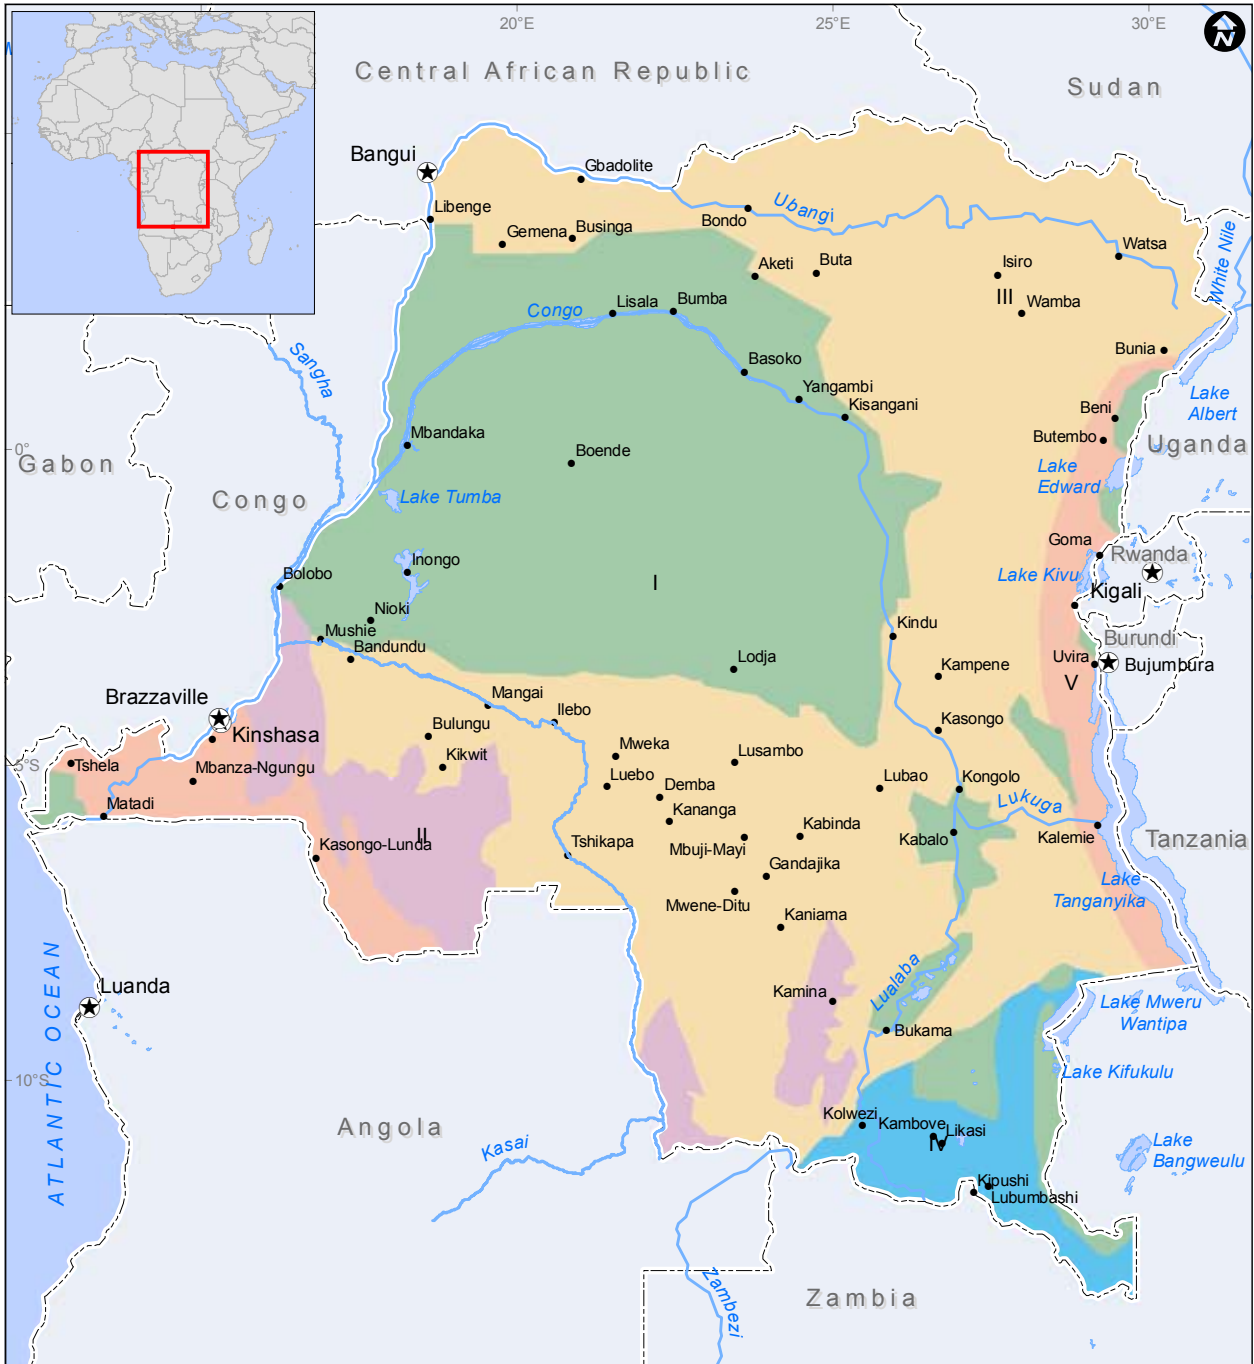 20°E
25°E
30°E
N
W
Central African Republic
Sudan
Bangui
Gbadolite
Libenge
Gemena
Businga
Bondo
Ubangi
Watsa
White Nile
Aketi
Buta
Isiro
III
Wamba
Congo
Lisala
Bumba
Bunia
Sangha
Basoko
Yangambi
Kisangani
Lake
Albert
Beni
Butembo
Uganda
Mbandaka
0°
Boende
Gabon
Lake
Edward
Congo
Lake Tumba
Goma
Rwanda
Inongo
Lake Kivu
Kigali
Bolobo
I
Nioki
Mushie
Bandundu
Kindu
Burundi
Lodja
Kampene
Uvira
Bujumbura
V
Brazzaville
Mangai
Ilebo
Kinshasa
Bulungu
Kasongo
Mweka
Lusambo
Kikwit
5°S
Tshela
Mbanza-Ngungu
Luebo
Demba
Lubao
Kongolo
Matadi
Kananga
Lukuga
Kasongo-Lunda
II
Kabinda
Kabalo
Kalemie
Tanzania
Tshikapa
Mbuji-Mayi
Gandajika
Lake
Tanganyika
Mwene-Ditu
Kaniama
Luanda
Lualaba
Kamina
Lake Mweru
Wantipa
Bukama
10°S
Lake Kifukulu
ATLANTIC OCEAN
Angola
Kolwezi
Kambove
Likasi
IV
Kasai
Lake
Bangweulu
Kipushi
Lubumbashi
Zambezi
Zambia